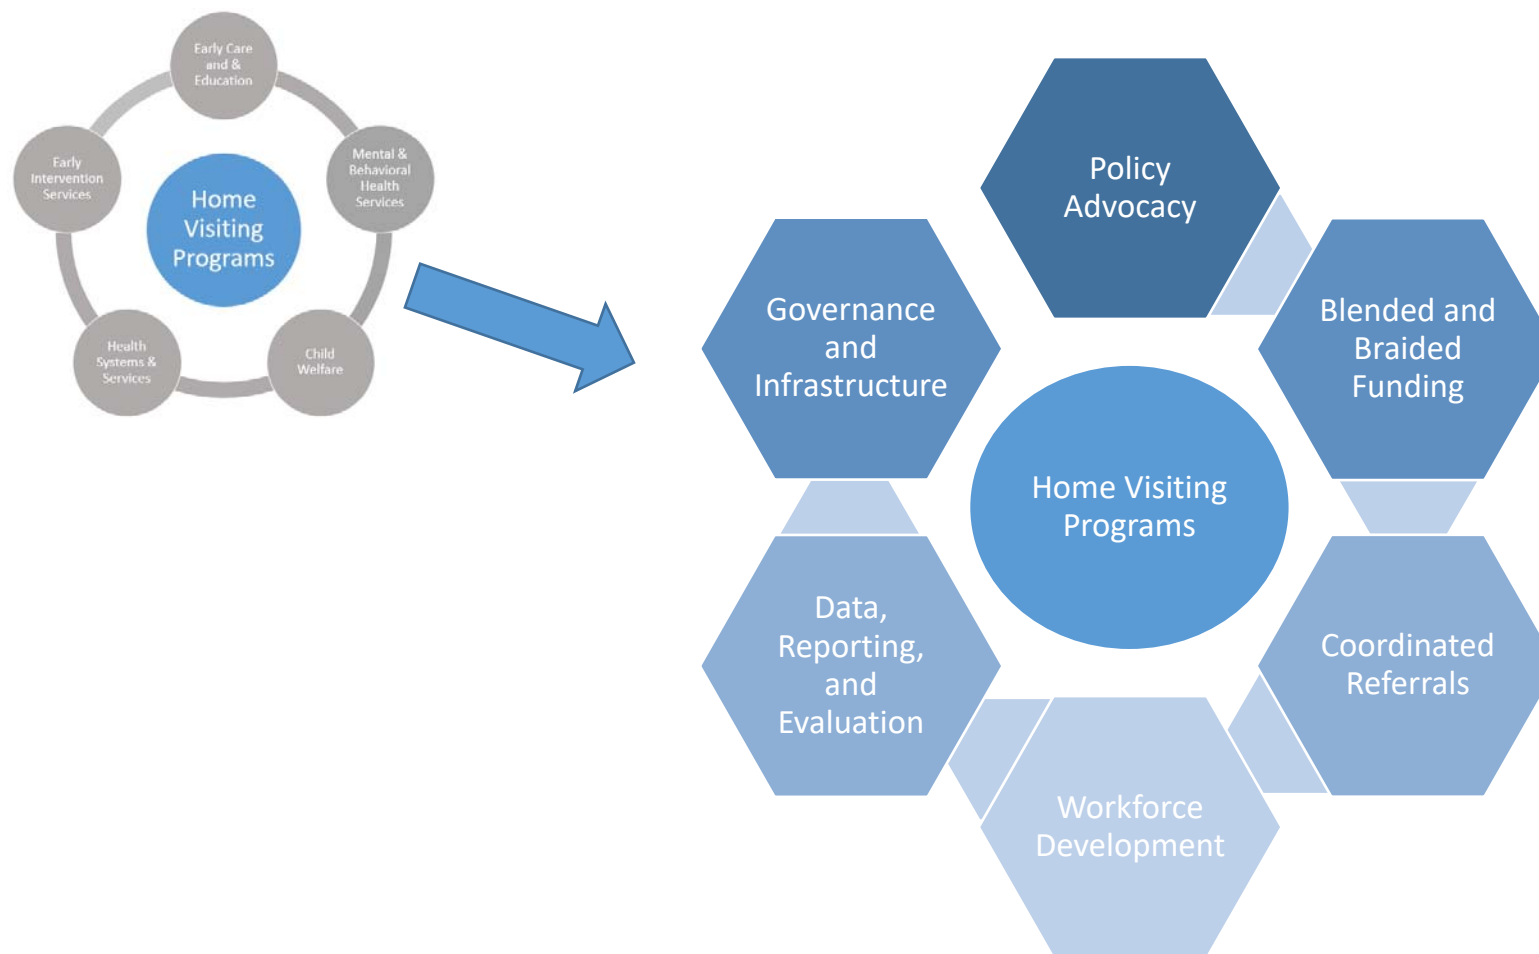 Early Care
and &
Education
Mental &
Behavioral
Health
Services
Child
Welfare
Health
Systems &
Services
Early
Intervention
Services
Home
Visiting
Programs
Policy
Advocacy
Blended and
Braided
Funding
Coordinated
Referrals
Workforce
Development
Data,
Reporting,
and
Evaluation
Governance
and
Infrastructure
Home Visiting
Programs